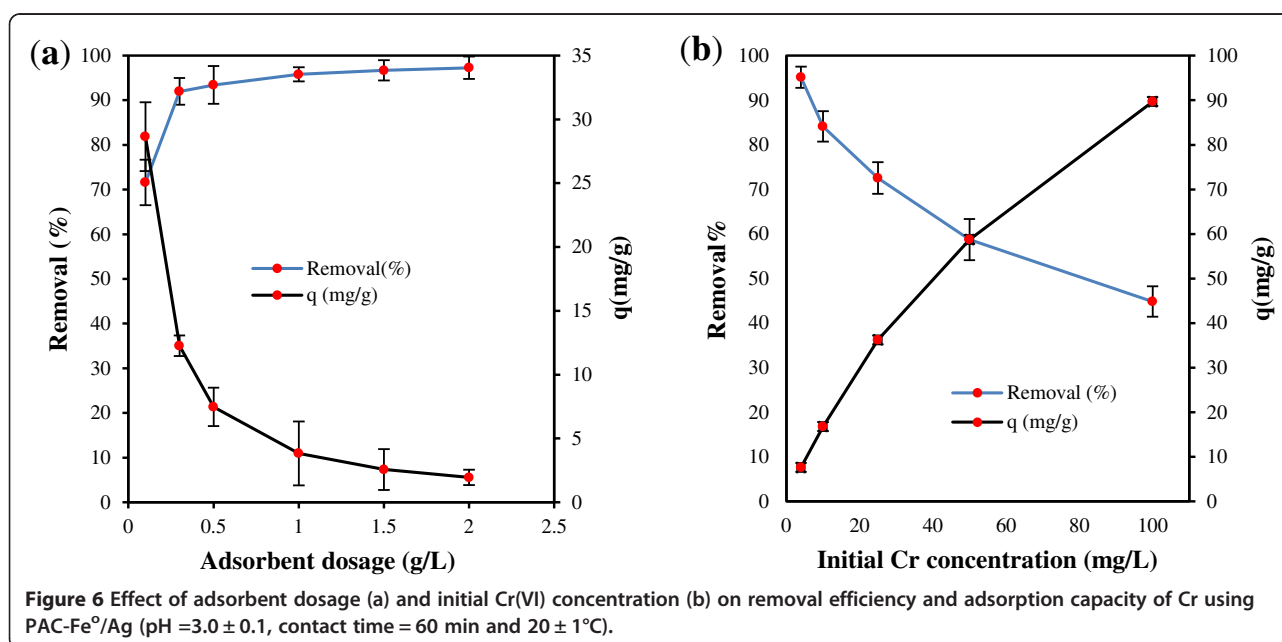 (a)
100
90
80
70
60
50
40
30
20
10
0
Removal (%)
35
30
25
20
15
10
5
0
q(mg/g)
Removal(%)
q (mg/g)
0 0.5 1 1.5 2 2.5
Adsorbent dosage (g/L)
(b)
100
90
80
70
60
50
40
30
20
10
0
Removal%
100
90
80
70
60
50
40
30
20
10
0
q(mg/g)
Removal (%)
q (mg/g)
0 20 40 60 80 100
Initial Cr concentration (mg/L)
Figure 6 Effect of adsorbent dosage (a) and initial Cr(VI) concentration (b) on removal efficiency and adsorption capacity of Cr using
PAC-Fe⁰/Ag (pH =3.0 ± 0.1, contact time = 60 min and 20 ± 1°C).